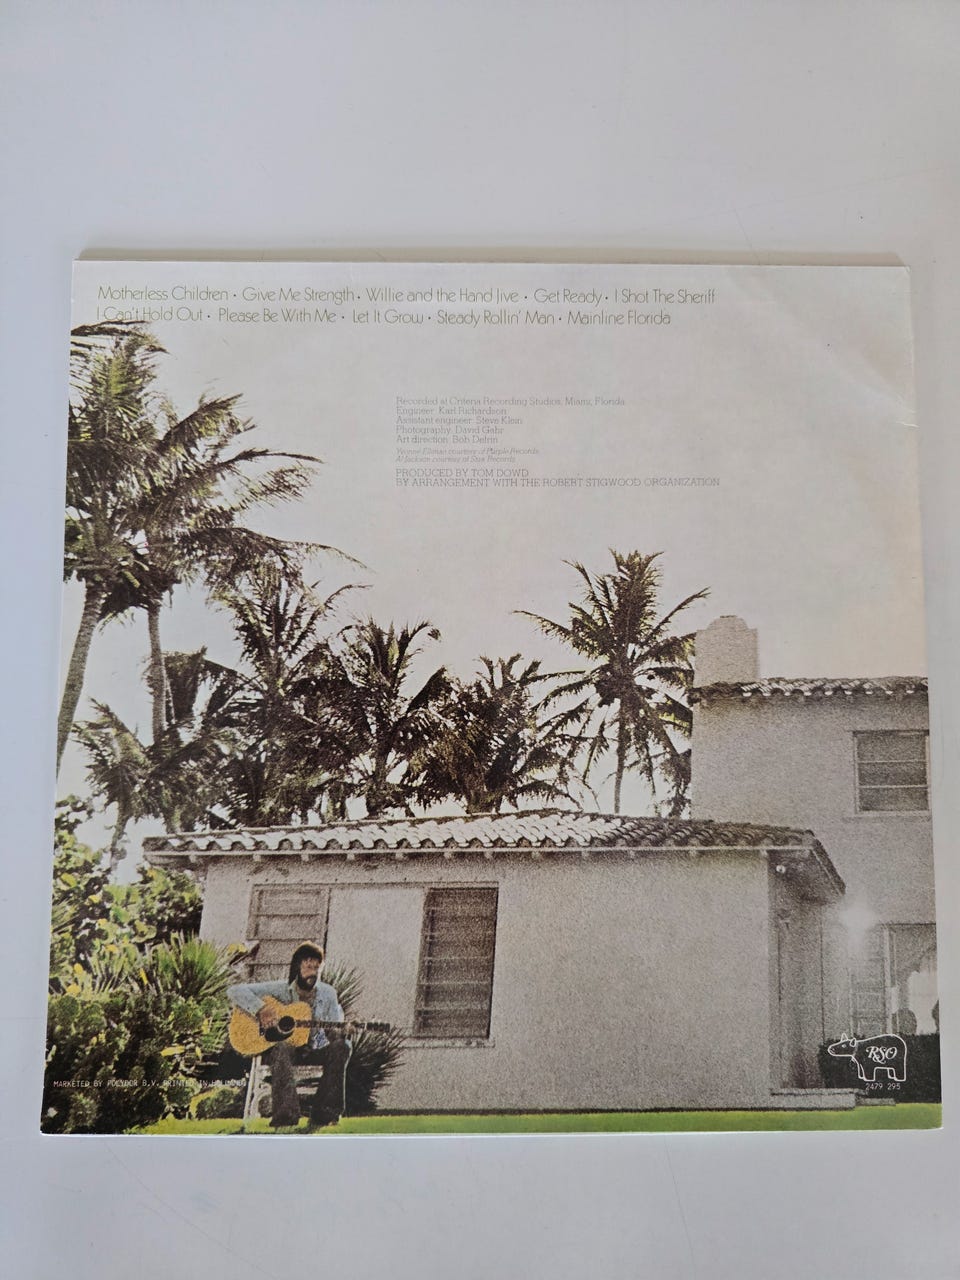 Motherless Children · Give Me Strength · Willie and the Hand Jive · Get Ready · I Shot The Sheriff
I Can't Hold Out · Please Be With Me · Let It Grow · Steady Rollin' Man · Mainline Florida
Recorded at Criteria Recording Studios, Miami, Florida
Engineer: Karl Richardson
Assistant engineer: Steve Klein
Photography: David Gahr
Art direction: Bob Defrin
Yvonne Elliman courtesy of Purple Records
Al Jackson courtesy of Stax Records
PRODUCED BY TOM DOWD
BY ARRANGEMENT WITH THE ROBERT STIGWOOD ORGANIZATION
RSO
MARKETED BY POLYDOR B.V. PRINTED IN HOLLAND
2479 295